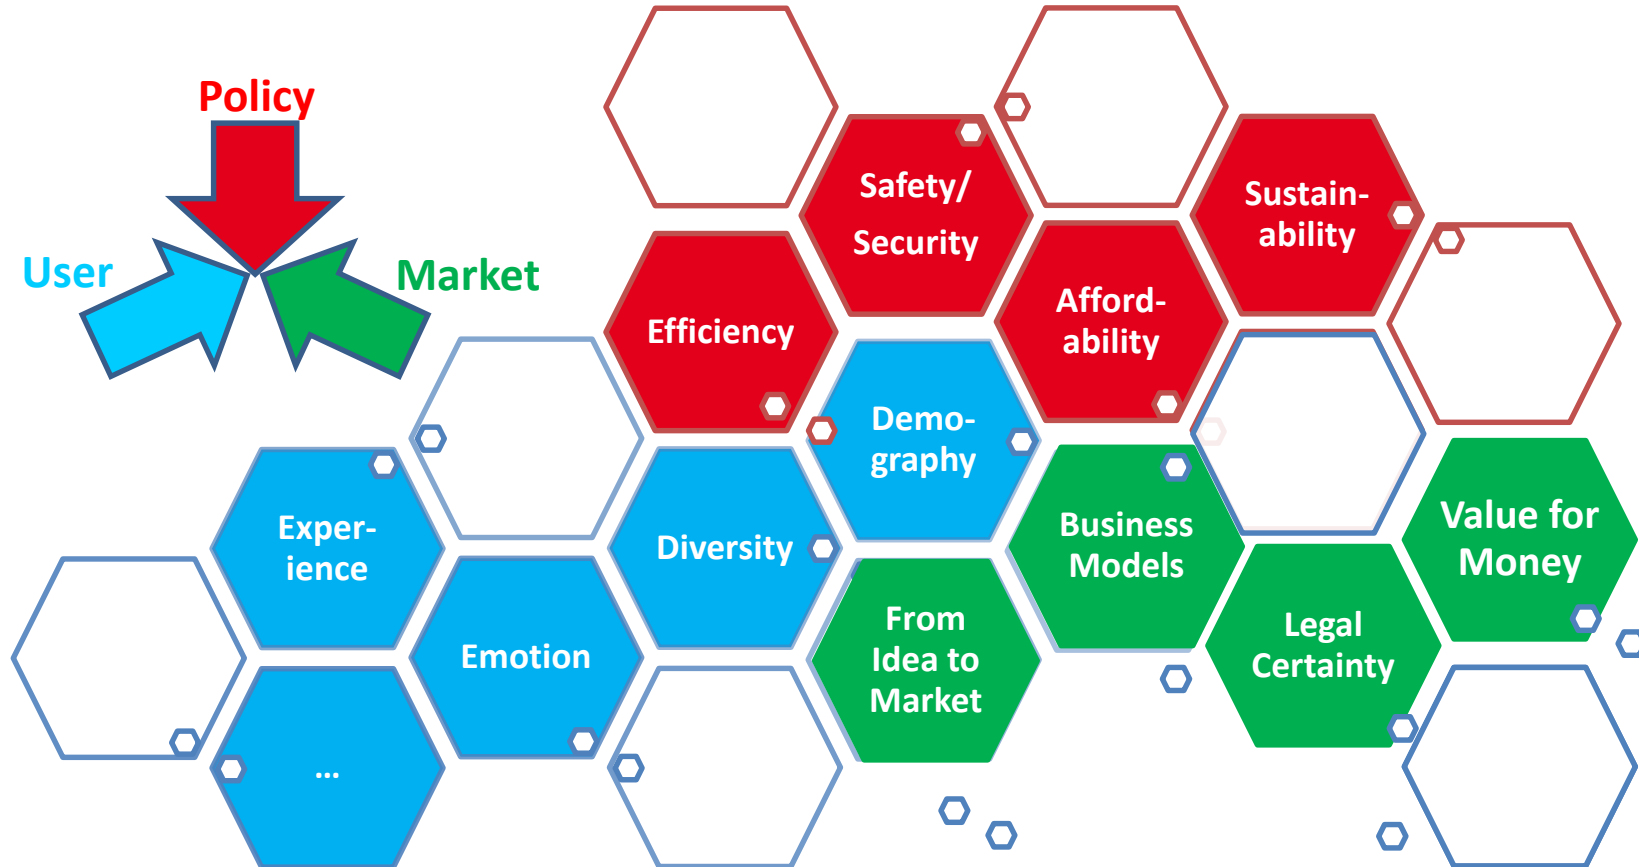 Policy
User
Market
Safety/
Security
Sustain-
ability
Efficiency
Afford-
ability
Demo-
graphy
Exper-
ience
Diversity
Business
Models
Value for
Money
Emotion
From
Idea to
Market
Legal
Certainty
...